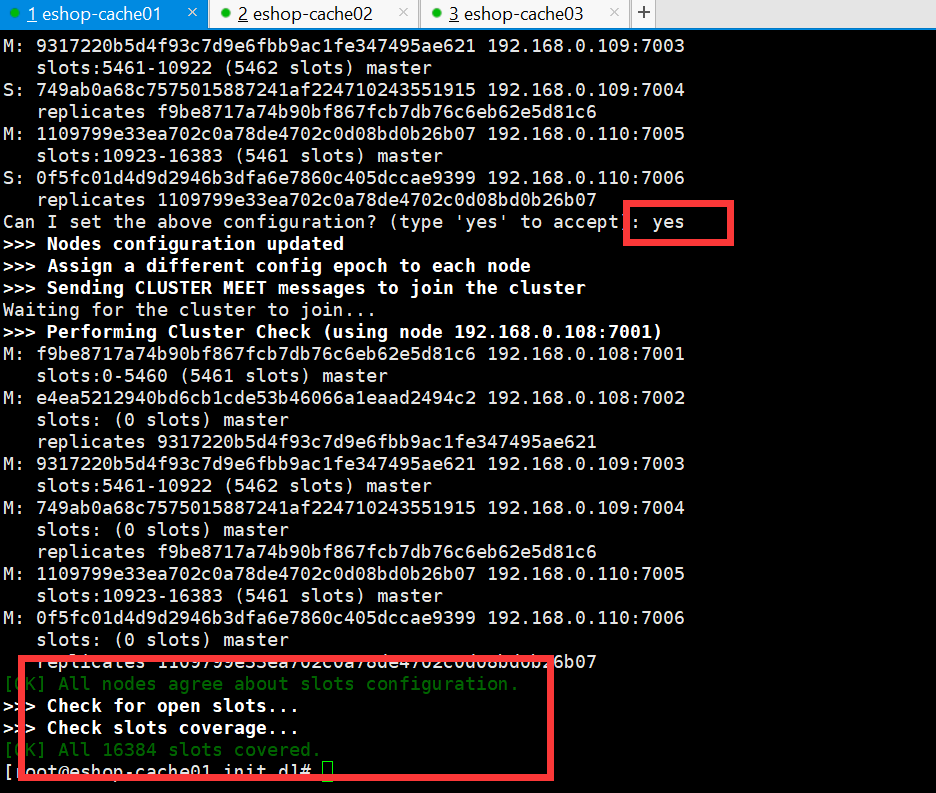 1 eshop-cache01 × 2 eshop-cache02 × 3 eshop-cache03 × +
M: 9317220b5d4f93c7d9e6fbb9ac1fe347495ae621 192.168.0.109:7003
slots:5461-10922 (5462 slots) master
S: 749ab0a68c7575015887241af224710243551915 192.168.0.109:7004
replicates f9be8717a74b90bf867fcb7db76c6eb62e5d81c6
M: 1109799e33ea702c0a78de4702c0d08bd0b26b07 192.168.0.110:7005
slots:10923-16383 (5461 slots) master
S: 0f5fc01d4d9d2946b3dfa6e7860c405dccae9399 192.168.0.110:7006
replicates 1109799e33ea702c0a78de4702c0d08bd0b26b07
Can I set the above configuration? (type 'yes' to accept): yes
>>> Nodes configuration updated
>>> Assign a different config epoch to each node
>>> Sending CLUSTER MEET messages to join the cluster
Waiting for the cluster to join...
>>> Performing Cluster Check (using node 192.168.0.108:7001)
M: f9be8717a74b90bf867fcb7db76c6eb62e5d81c6 192.168.0.108:7001
slots:0-5460 (5461 slots) master
M: e4ea5212940bd6cb1cde53b46066a1eaad2494c2 192.168.0.108:7002
slots: (0 slots) master
replicates 9317220b5d4f93c7d9e6fbb9ac1fe347495ae621
M: 9317220b5d4f93c7d9e6fbb9ac1fe347495ae621 192.168.0.109:7003
slots:5461-10922 (5462 slots) master
M: 749ab0a68c7575015887241af224710243551915 192.168.0.109:7004
slots: (0 slots) master
replicates f9be8717a74b90bf867fcb7db76c6eb62e5d81c6
M: 1109799e33ea702c0a78de4702c0d08bd0b26b07 192.168.0.110:7005
slots:10923-16383 (5461 slots) master
M: 0f5fc01d4d9d2946b3dfa6e7860c405dccae9399 192.168.0.110:7006
slots: (0 slots) master
replicates 1109799e33ea702c0a78de4702c0d08bd0b26b07
[OK] All nodes agree about slots configuration.
>>> Check for open slots...
>>> Check slots coverage...
[OK] All 16384 slots covered.
[root@eshop-cache01 init.d]#